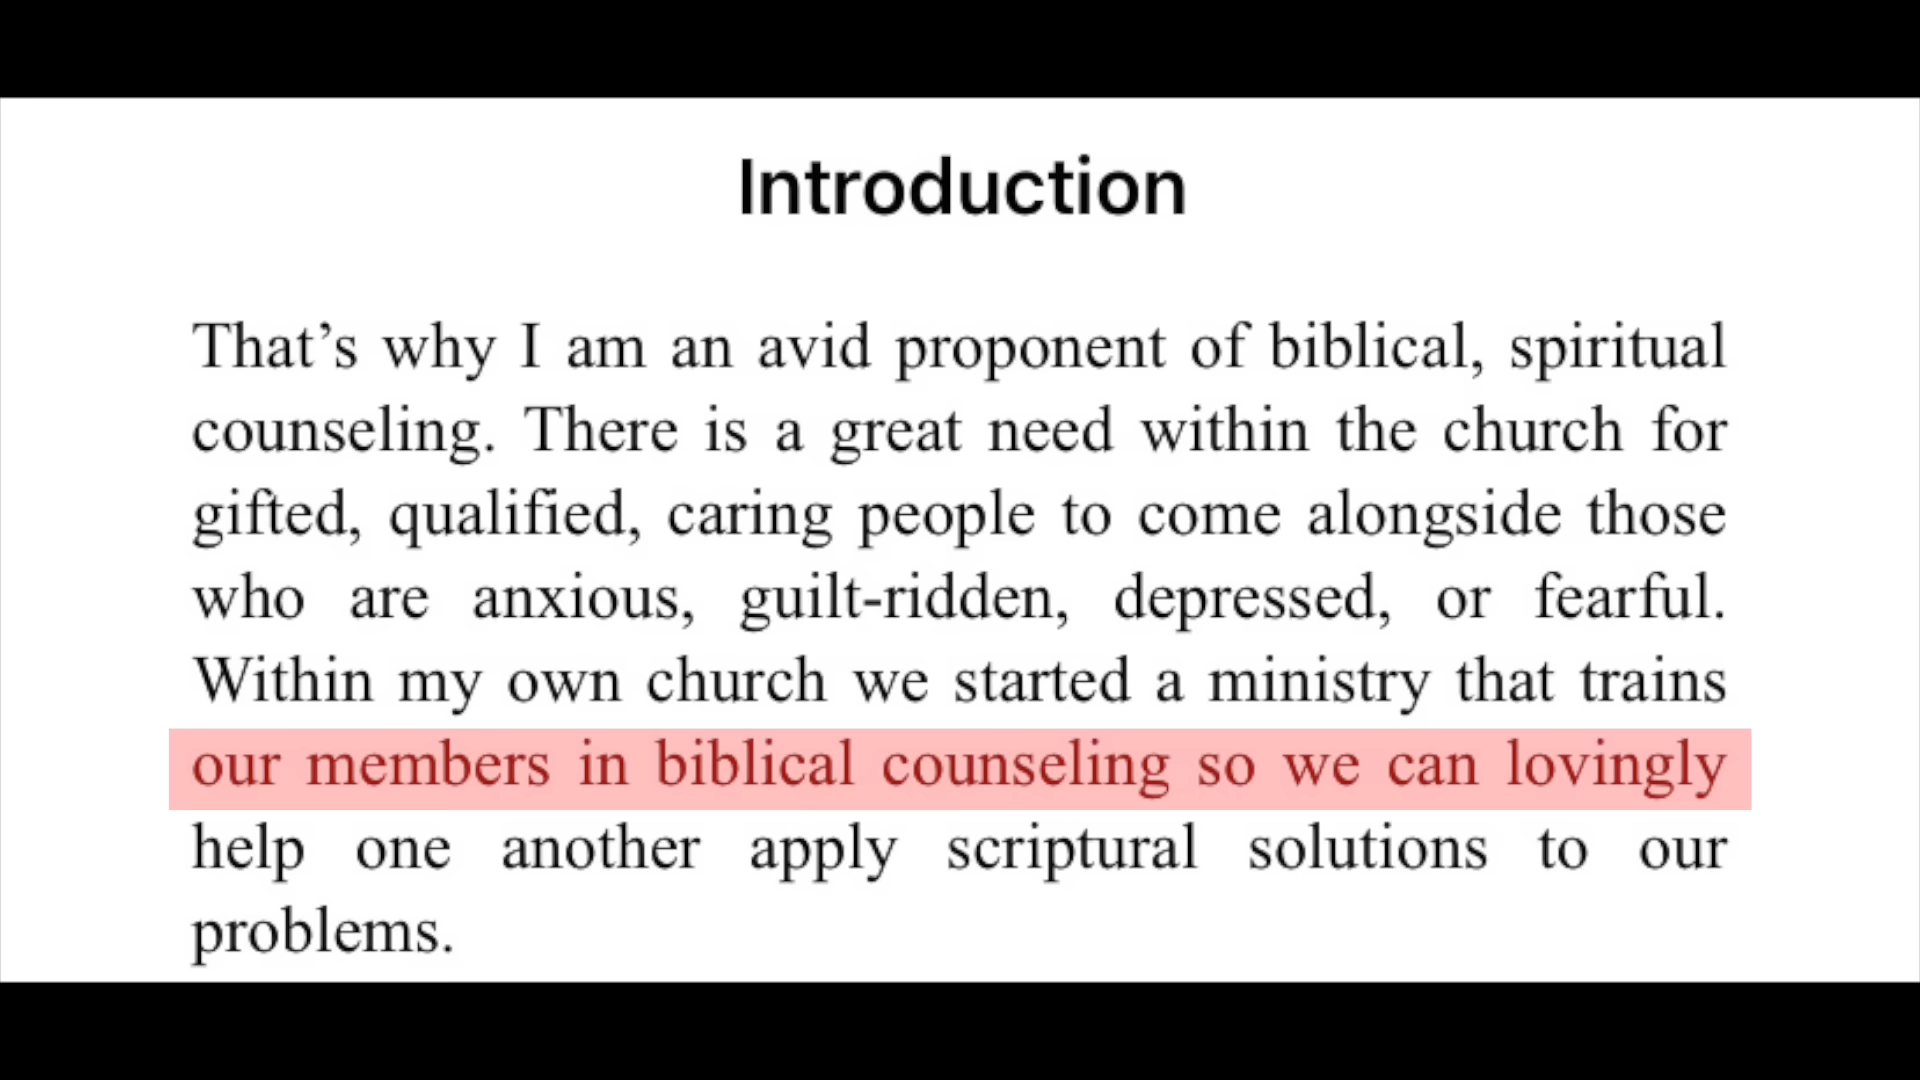 Introduction
That’s why I am an avid proponent of biblical, spiritual
counseling. There is a great need within the church for
gifted, qualified, caring people to come alongside those
who are anxious, guilt-ridden, depressed, or fearful.
Within my own church we started a ministry that trains
our members in biblical counseling so we can lovingly
help one another apply scriptural solutions to our
problems.